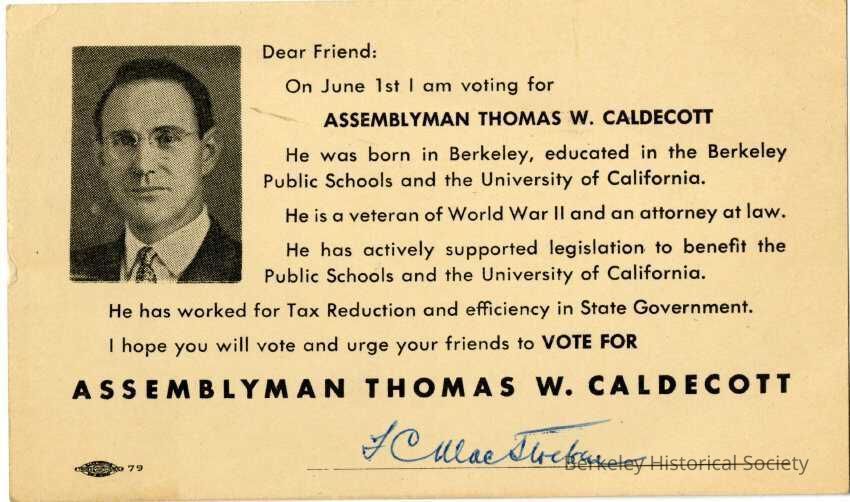 Dear Friend:
On June 1st I am voting for
ASSEMBLYMAN THOMAS W. CALDECOTT
He was born in Berkeley, educated in the Berkeley
Public Schools and the University of California.
He is a veteran of World War II and an attorney at law.
He has actively supported legislation to benefit the
Public Schools and the University of California.
He has worked for Tax Reduction and efficiency in State Government.
I hope you will vote and urge your friends to VOTE FOR
ASSEMBLYMAN THOMAS W. CALDECOTT
F C
79
Berkeley Historical Society